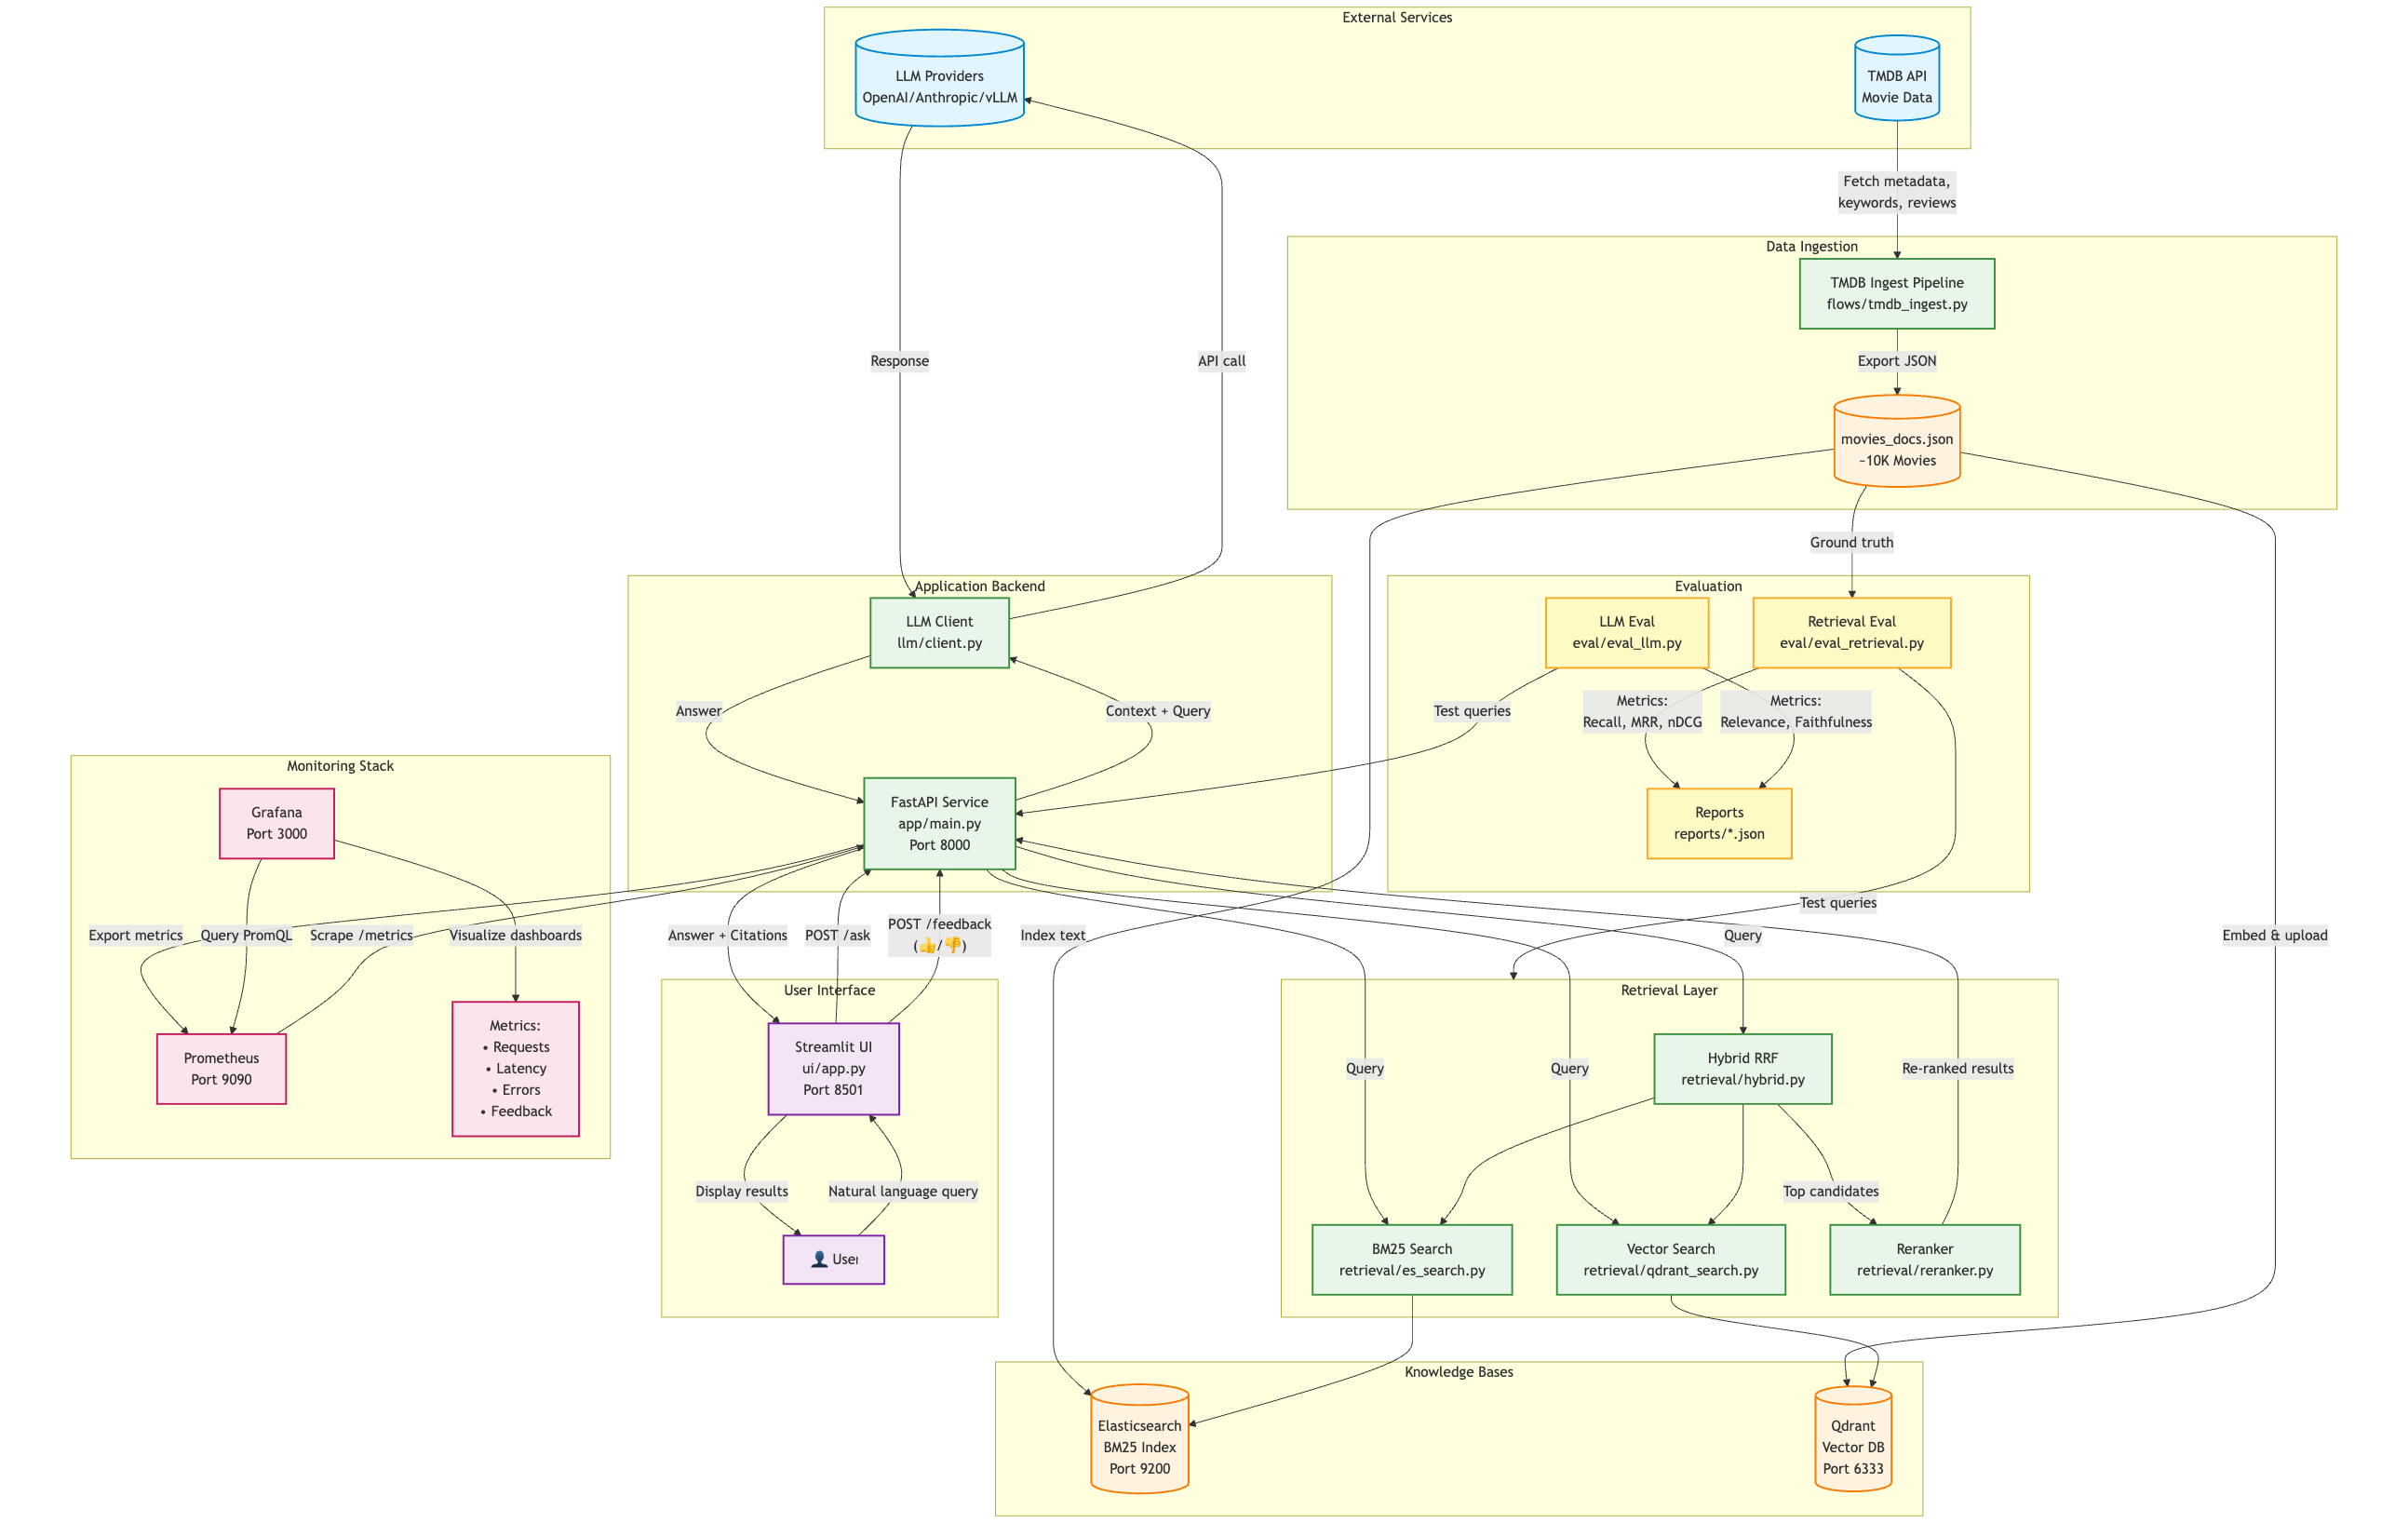 External Services
LLM Providers
OpenAI/Anthropic/vLLM
TMDB API
Movie Data
Fetch metadata,
keywords, reviews
Data Ingestion
TMDB Ingest Pipeline
flows/tmdb_ingest.py
Response
API call
Export JSON
movies_docs.json
~10K Movies
Ground truth
Application Backend
LLM Client
llm/client.py
Answer
Context + Query
FastAPI Service
app/main.py
Port 8000
Evaluation
LLM Eval
eval/eval_llm.py
Retrieval Eval
eval/eval_retrieval.py
Test queries
Metrics:
Recall, MRR, nDCG
Metrics:
Relevance, Faithfulness
Reports
reports/*.json
Monitoring Stack
Grafana
Port 3000
Export metrics
Query PromQL
Scrape /metrics
Visualize dashboards
Prometheus
Port 9090
Metrics:
• Requests
• Latency
• Errors
• Feedback
Answer + Citations
POST /ask
POST /feedback
(👍/👎)
Index text
Query
Test queries
Embed & upload
User Interface
Streamlit UI
ui/app.py
Port 8501
Display results
Natural language query
👤 User
Retrieval Layer
Hybrid RRF
retrieval/hybrid.py
Query
Query
Re-ranked results
Top candidates
BM25 Search
retrieval/es_search.py
Vector Search
retrieval/qdrant_search.py
Reranker
retrieval/reranker.py
Knowledge Bases
Elasticsearch
BM25 Index
Port 9200
Qdrant
Vector DB
Port 6333